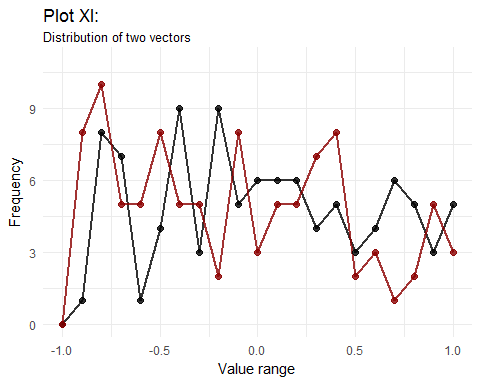 Plot XI:
Distribution of two vectors
Frequency
9
6
3
0
-1.0
-0.5
0.0
0.5
1.0
Value range